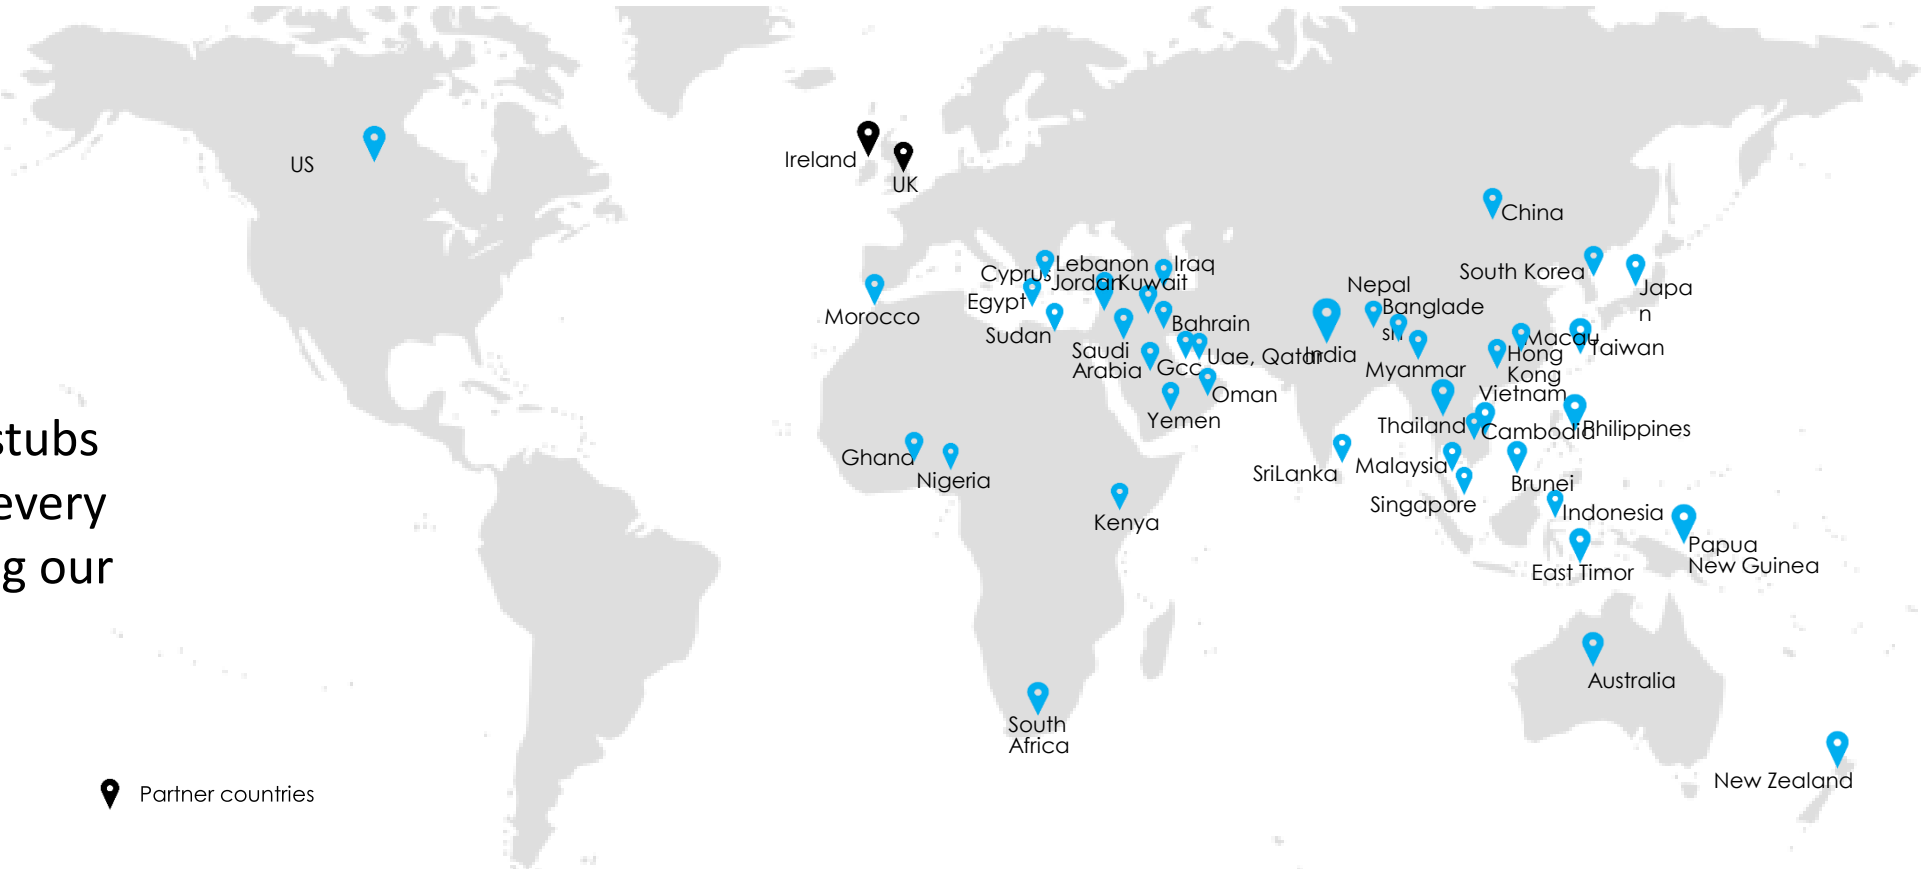 US
Ireland
UK
China
South Korea
Japa
n
Cyprus
Lebanon
Iraq
Jordan
Kuwait
Egypt
Sudan
Morocco
Bahrain
Saudi
Arabia
Gcc
Uae, Qatar
Oman
Yemen
India
Nepal
Banglade
sh
Myanmar
Macau
Hong
Kong
Taiwan
Vietnam
Thailand
Cambodia
Philippines
SriLanka
Malaysia
Singapore
Brunei
Indonesia
East Timor
Papua
New Guinea
Ghana
Nigeria
Kenya
South
Africa
Australia
New Zealand
stubs
every
g our
Partner countries